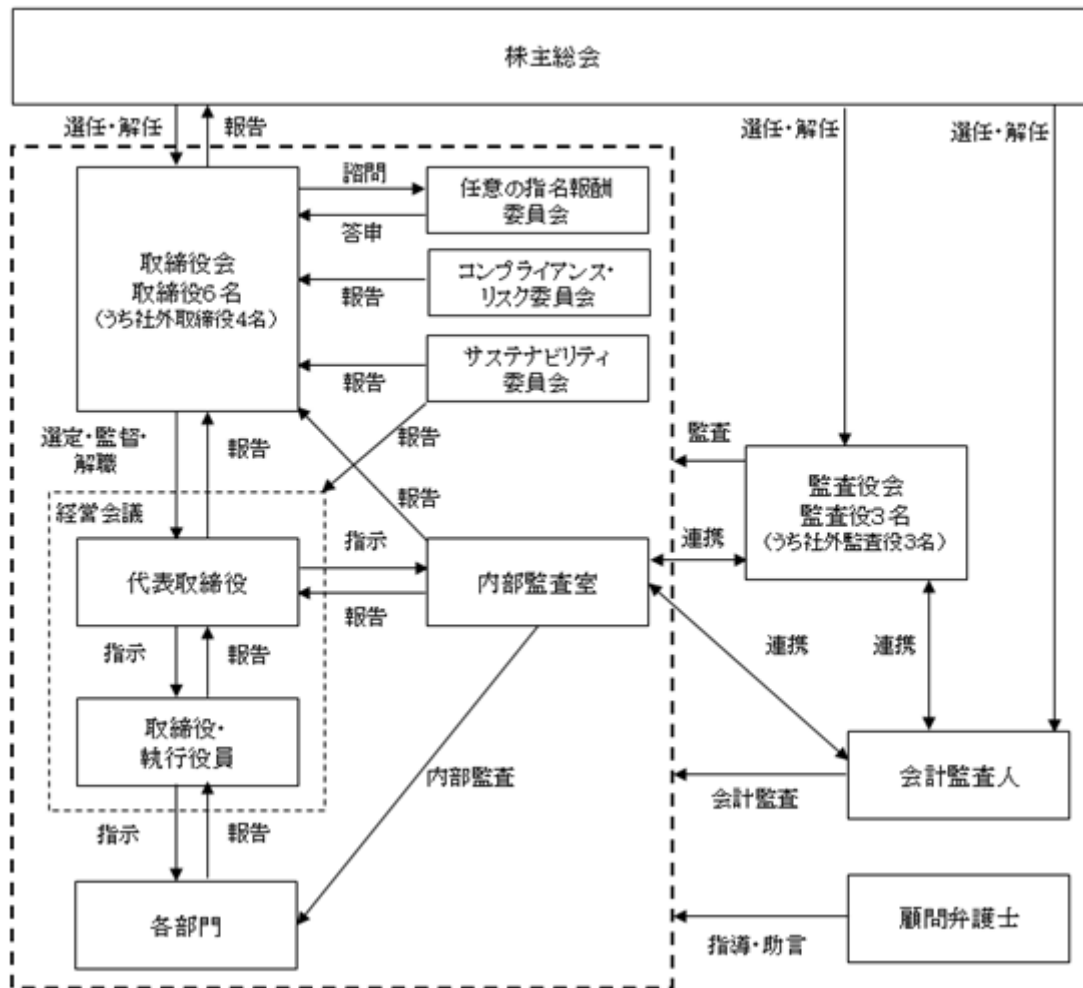 株主総会
選任・解任
報告
選任・解任
選任・解任
諮問
任意の指名報酬
委員会
答申
取締役会
取締役6名
(うち社外取締役4名)
コンプライアンス・
リスク委員会
報告
サステナビリティ
委員会
報告
選定・監督・
解職
報告
報告
監査
監査役会
監査役3名
(うち社外監査役3名)
経営会議
報告
指示
連携
代表取締役
内部監査室
報告
指示
報告
連携
連携
取締役・
執行役員
内部監査
会計監査人
会計監査
指示
報告
各部門
顧問弁護士
指導・助言